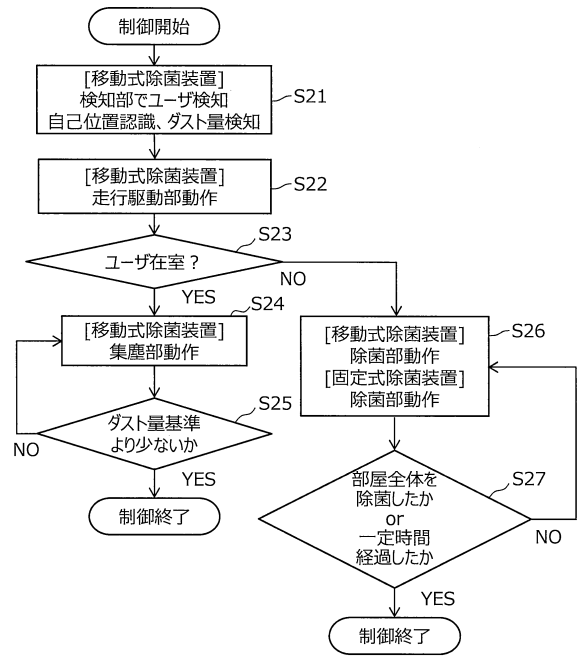 制御開始
[移動式除菌装置]
検知部でユーザ検知
自己位置認識、ダスト量検知
S21
[移動式除菌装置]
走行駆動部動作
S22
ユーザ在室？
S23
YES
NO
[移動式除菌装置]
集塵部動作
S24
ダスト量基準
より少ないか
S25
NO
YES
制御終了
[移動式除菌装置]
除菌部動作
[固定式除菌装置]
除菌部動作
S26
部屋全体を
除菌したか
or
一定時間
経過したか
S27
NO
YES
制御終了